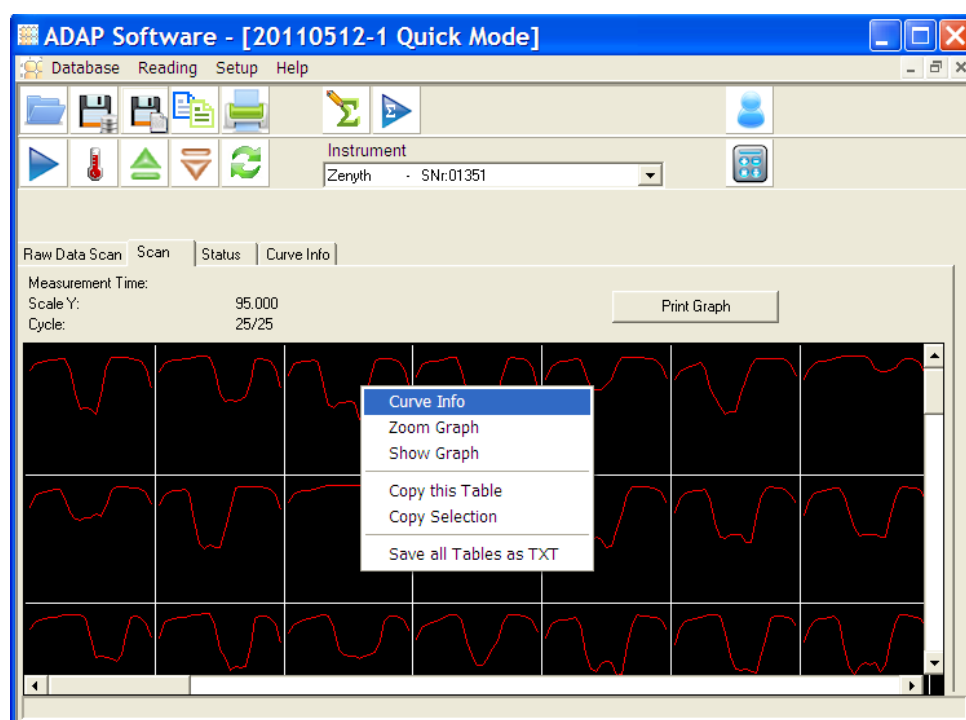 ADAP Software - [20110512-1 Quick Mode]
Database Reading Setup Help
Instrument
Zenyth - SNr:01351
Raw Data Scan Scan Status Curve Info
Measurement Time:
Scale Y: 95.000
Print Graph
Cycle: 25/25
Curve Info
Zoom Graph
Show Graph
Copy this Table
Copy Selection
Save all Tables as TXT